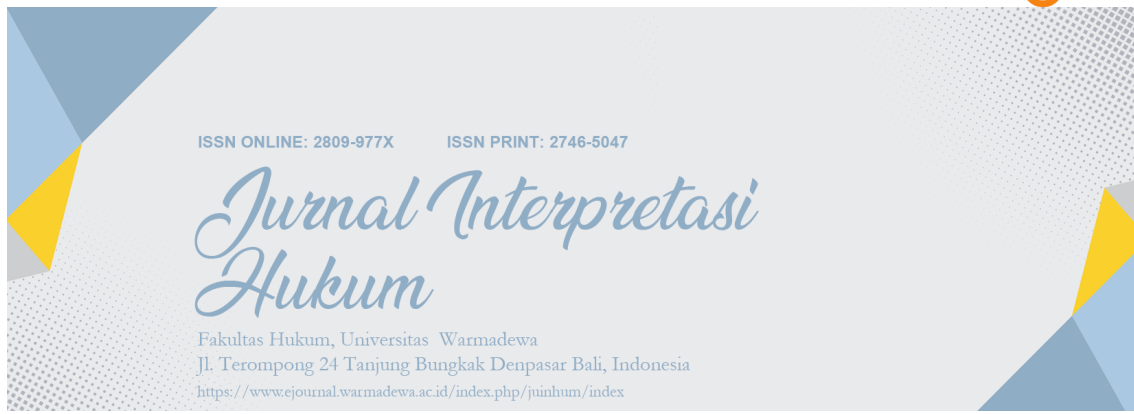 ISSN ONLINE: 2809-977X ISSN PRINT: 2746-5047
Jurnal Interpretasi
Hukum
Fakultas Hukum, Universitas Warmadewa
Jl. Terompong 24 Tanjung Bungkak Denpasar Bali, Indonesia
https://www.ejournal.warmadewa.ac.id/index.php/juinhum/index